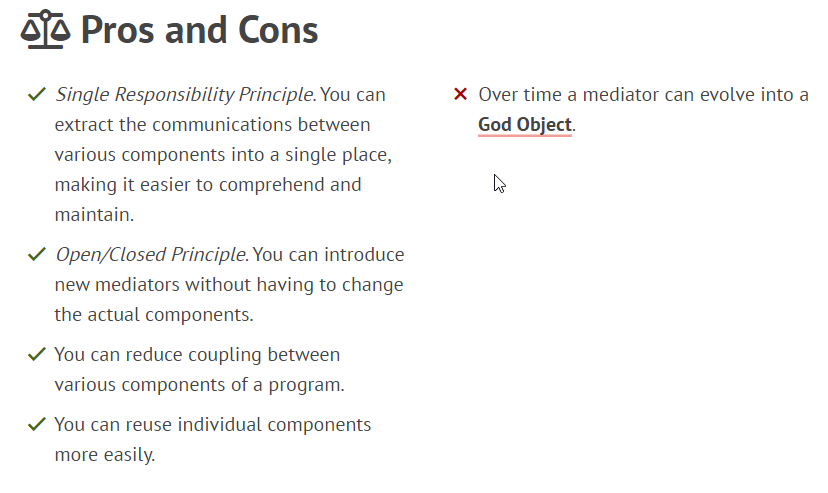 Pros and Cons
Single Responsibility Principle. You can
extract the communications between
various components into a single place,
making it easier to comprehend and
maintain.
Open/Closed Principle. You can introduce
new mediators without having to change
the actual components.
You can reduce coupling between
various components of a program.
You can reuse individual components
more easily.
Over time a mediator can evolve into a
God Object.